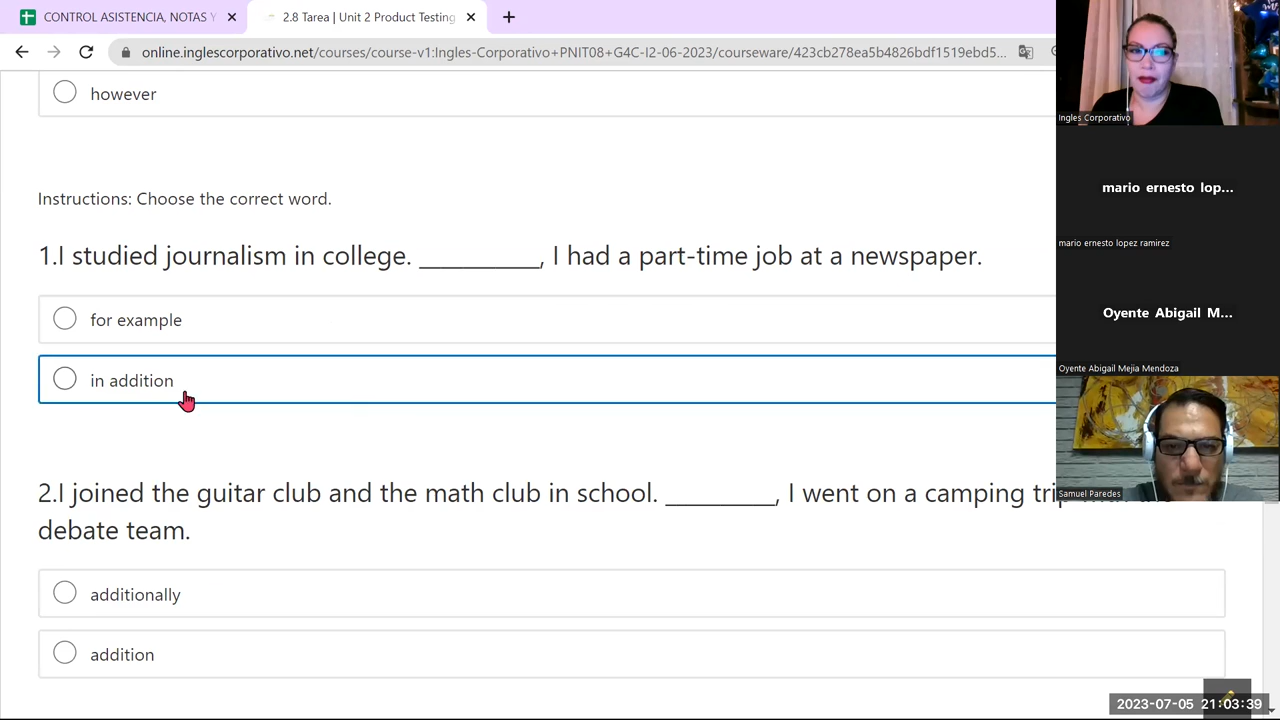 CONTROL ASISTENCIA, NOTAS Y
2.8 Tarea | Unit 2 Product Testing
online.inglescorporativo.net/courses/course-v1:Ingles-Corporativo+PNIT08+G4C-I2-06-2023/courseware/423cb278ea5b4826bdf1519ebd5...
however
Instructions: Choose the correct word.
1.I studied journalism in college. ___________, I had a part-time job at a newspaper.
for example
in addition
2.I joined the guitar club and the math club in school. __________, I went on a camping trip with the
debate team.
additionally
addition
Ingles Corporativo
mario ernesto lop...
mario ernesto lopez ramirez
Oyente Abigail M...
Oyente Abigail Mejia Mendoza
Samuel Paredes
2023-07-05 21:03:39